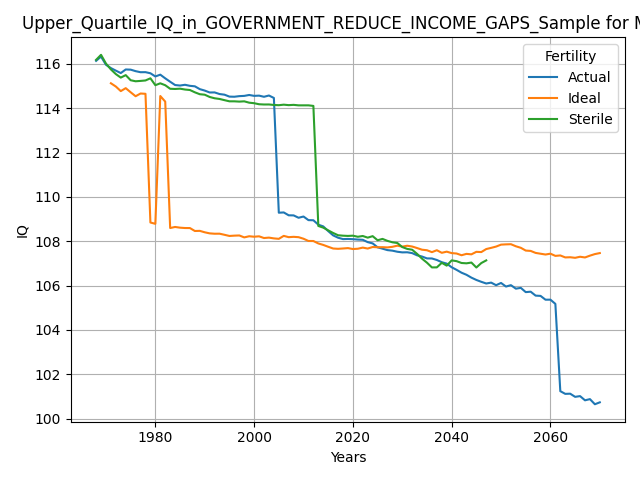 Upper_Quartile_IQ_in_GOVERNMENT_REDUCE_INCOME_GAPS_Sample for M
Fertility
Actual
Ideal
Sterile
116
114
112
110
108
106
104
102
100
IQ
1980
2000
2020
2040
2060
Years